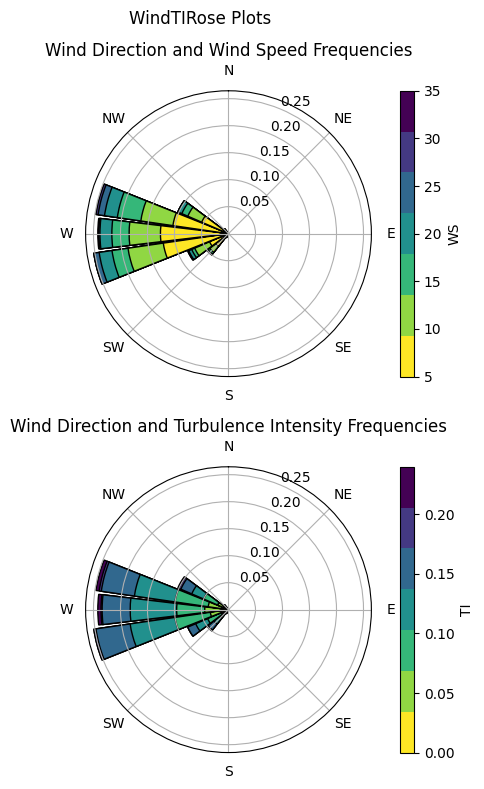 WindTIRose Plots
Wind Direction and Wind Speed Frequencies
N
NW
NE
0.25
0.20
0.15
0.10
0.05
W
E
SW
SE
S
35
30
25
20
15
10
5
WS
Wind Direction and Turbulence Intensity Frequencies
N
NW
NE
0.25
0.20
0.15
0.10
0.05
W
E
SW
SE
S
0.20
0.15
0.10
0.05
0.00
TI